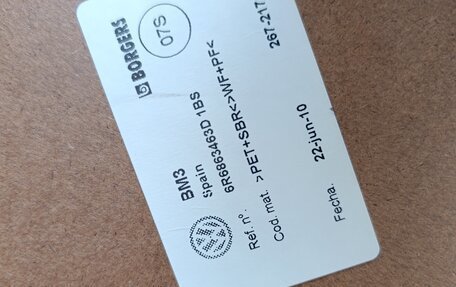 BORGERS
07S
BM3
Spain
Ref. nº. 6R6863463D 1BS
Cod. mat. >PET+SBR<>WF+PF<
Fecha. 22-jun-10 267-217